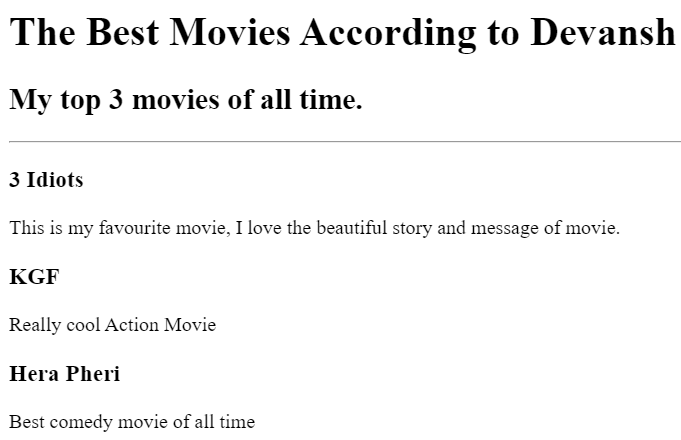 The Best Movies According to Devansh
My top 3 movies of all time.
3 Idiots
This is my favourite movie, I love the beautiful story and message of movie.
KGF
Really cool Action Movie
Hera Pheri
Best comedy movie of all time